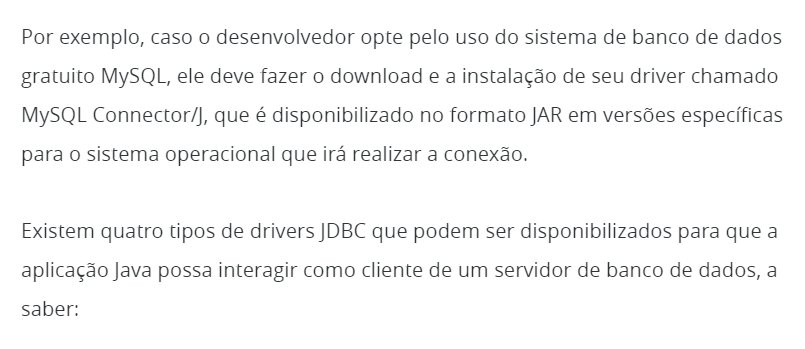 Por exemplo, caso o desenvolvedor opte pelo uso do sistema de banco de dados
gratuito MySQL, ele deve fazer o download e a instalação de seu driver chamado
MySQL Connector/J, que é disponibilizado no formato JAR em versões específicas
para o sistema operacional que irá realizar a conexão.
Existem quatro tipos de drivers JDBC que podem ser disponibilizados para que a
aplicação Java possa interagir como cliente de um servidor de banco de dados, a
saber: